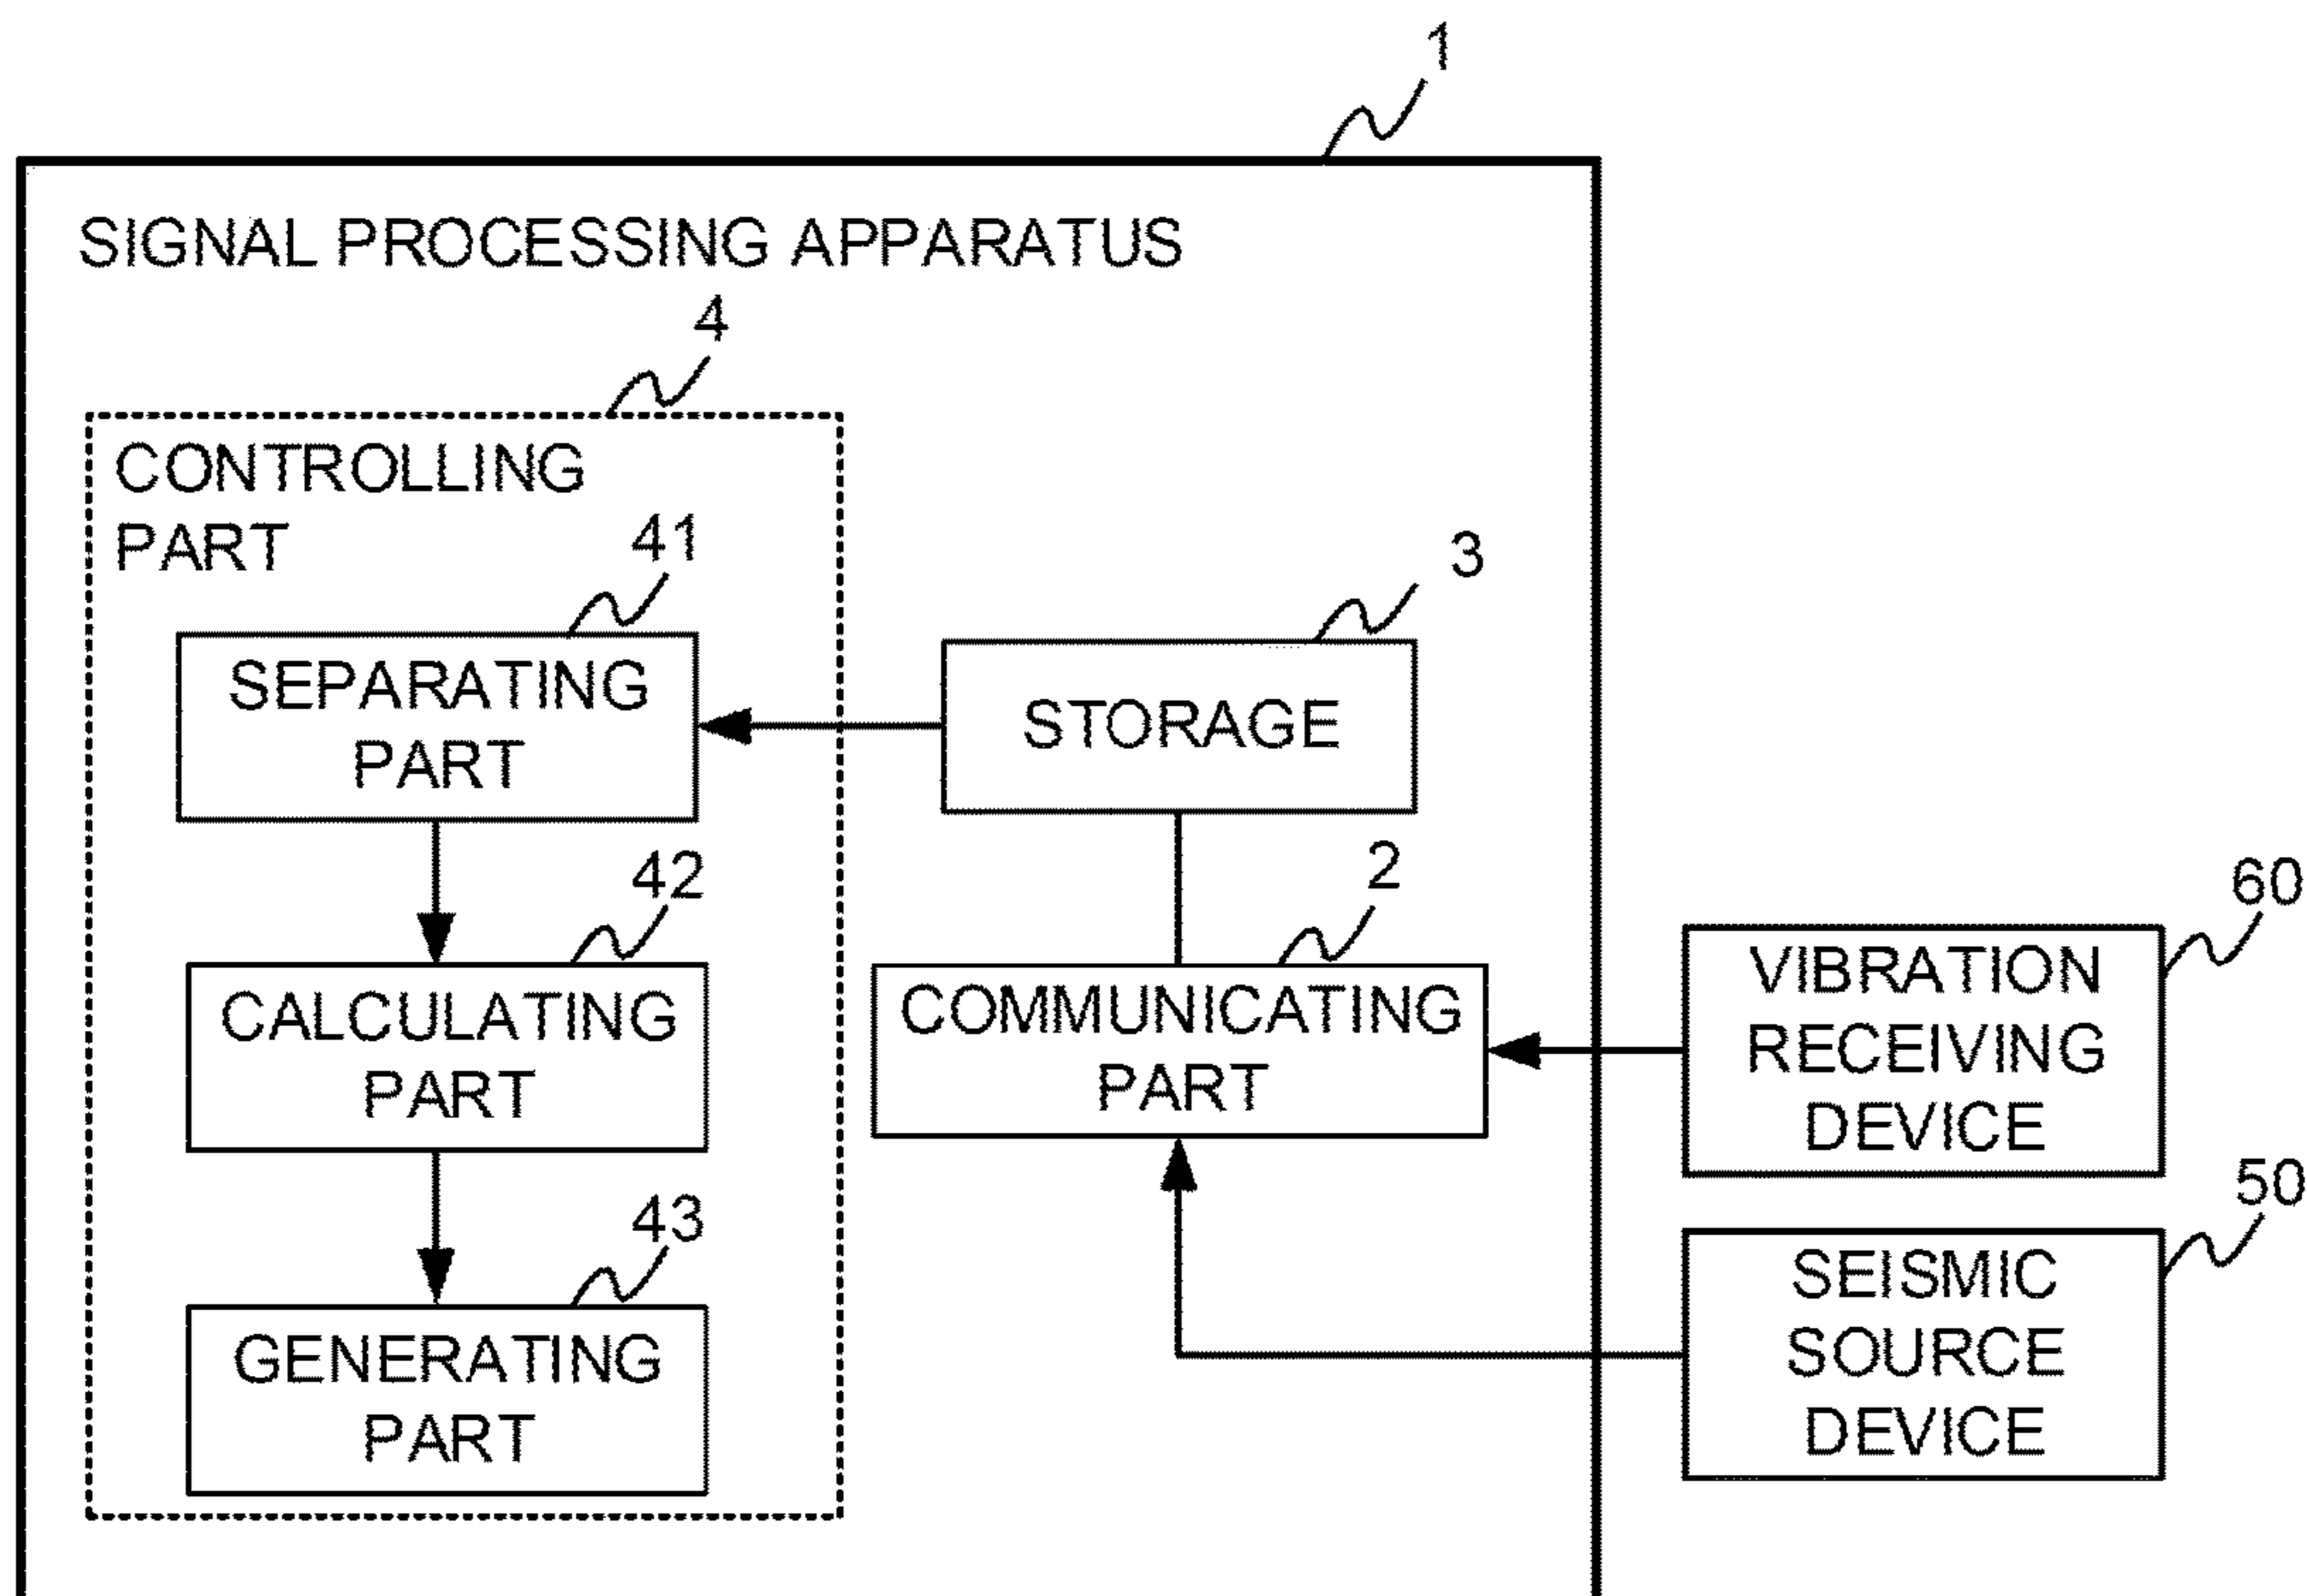 1
SIGNAL PROCESSING APPARATUS
4
CONTROLLING
PART
41
SEPARATING
PART
3
STORAGE
42
CALCULATING
PART
2
COMMUNICATING
PART
60
VIBRATION
RECEIVING
DEVICE
43
GENERATING
PART
50
SEISMIC
SOURCE
DEVICE